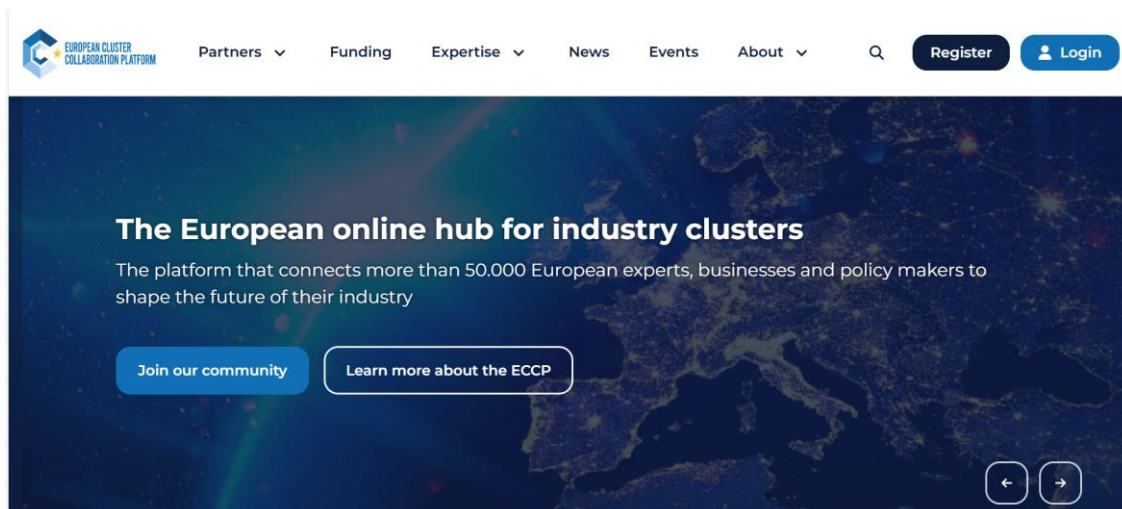 EUROPEAN CLUSTER
COLLABORATION PLATFORM
Partners
Funding
Expertise
News
Events
About
Register
Login
The European online hub for industry clusters
The platform that connects more than 50.000 European experts, businesses and policy makers to
shape the future of their industry
Join our community
Learn more about the ECCP